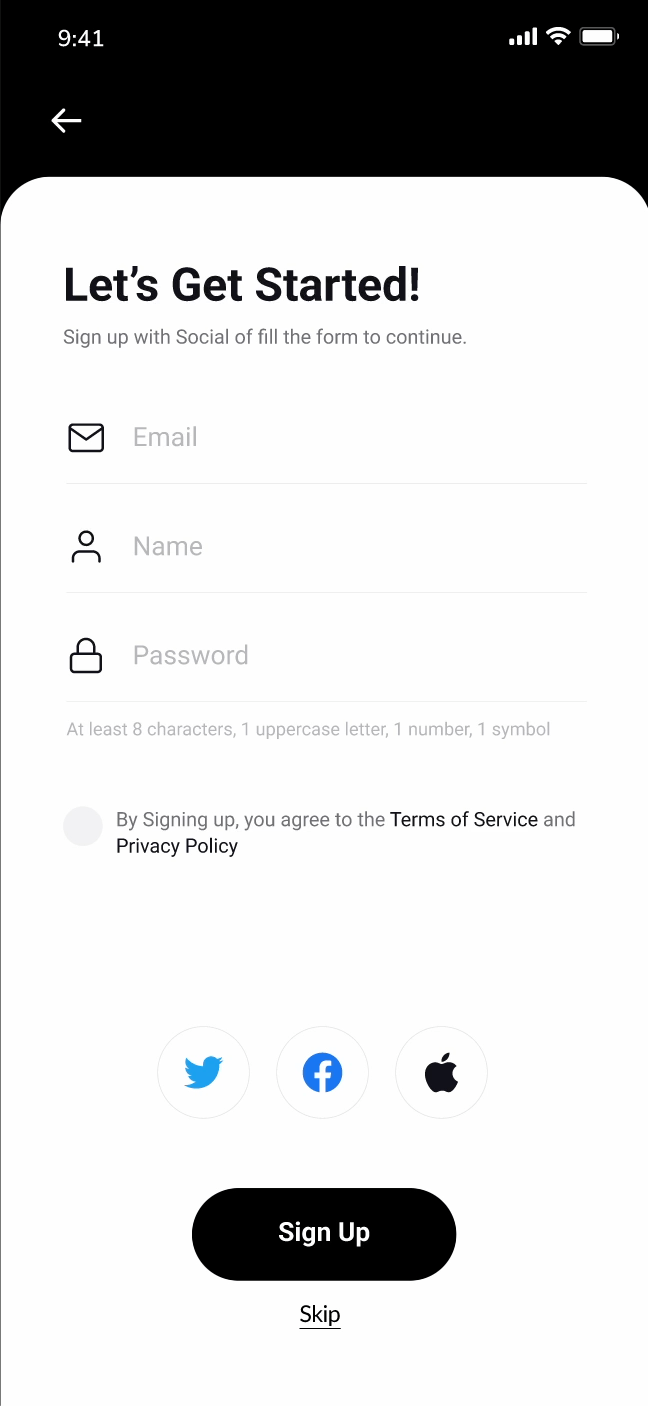 9:41
Let’s Get Started!
Sign up with Social of fill the form to continue.
Email
Name
Password
At least 8 characters, 1 uppercase letter, 1 number, 1 symbol
By Signing up, you agree to the Terms of Service and
Privacy Policy
Sign Up
Skip